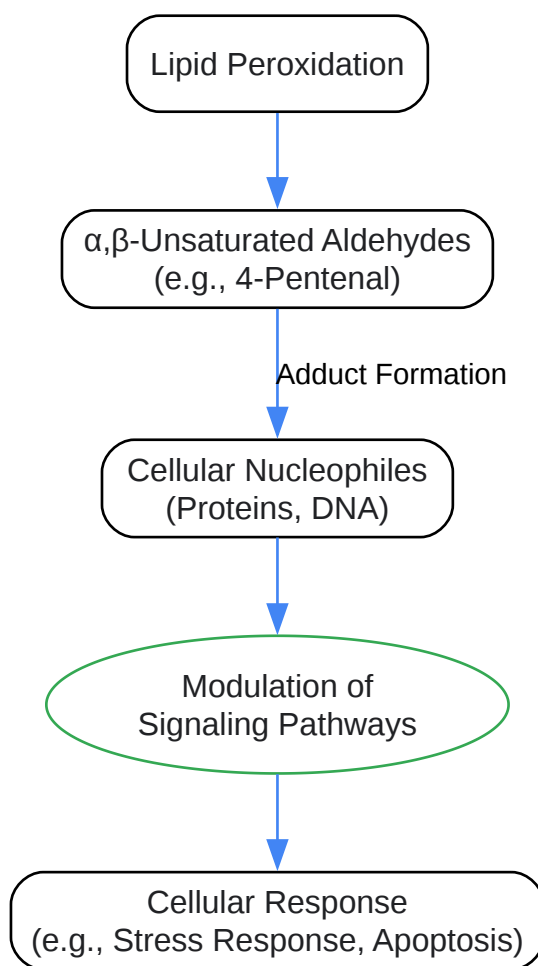 Lipid Peroxidation
α,β-Unsaturated Aldehydes
(e.g., 4-Pentenal)
Adduct Formation
Cellular Nucleophiles
(Proteins, DNA)
Modulation of
Signaling Pathways
Cellular Response
(e.g., Stress Response, Apoptosis)